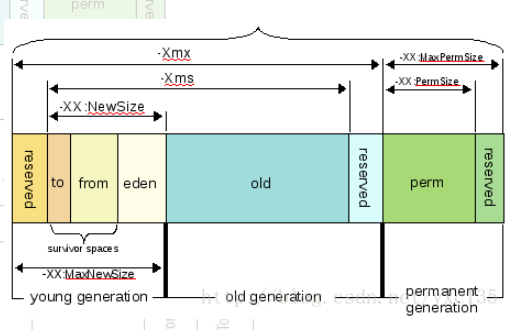 perm
-Xmx
-XX:MaxPermSize
-Xms
-XX:PermSize
-XX:NewSize
reserved
to
from
eden
old
reserved
perm
reserved
survivor spaces
-XX:MaxNewSize
young generation
old generation
permanent
generation